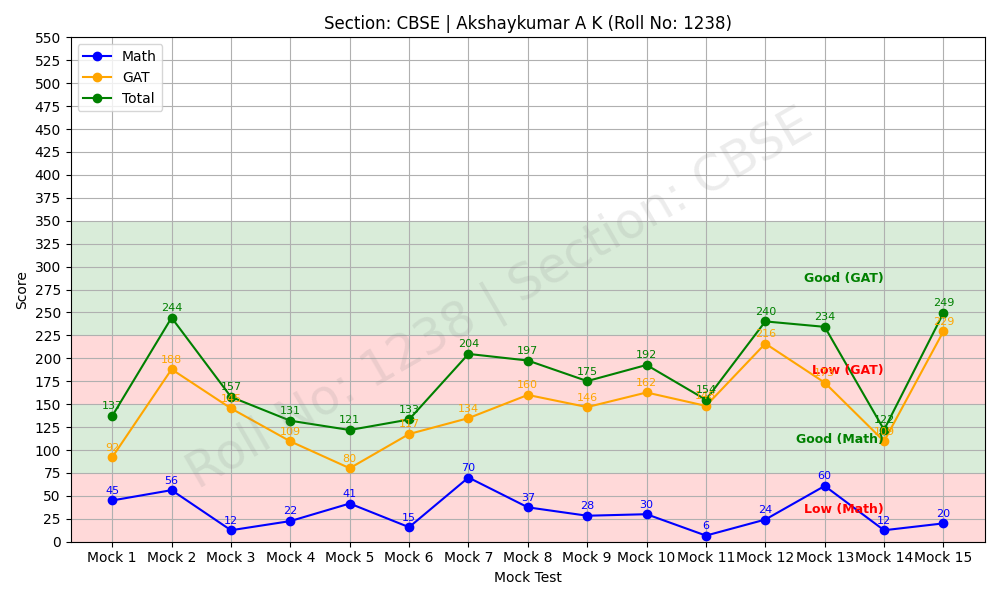 Section: CBSE | Akshaykumar A K (Roll No: 1238)
Score
550
525
500
475
450
425
400
375
350
325
300
275
250
225
200
175
150
125
100
75
50
25
0
Math
GAT
Total
Roll No: 1238 | Section: CBSE
Good (GAT)
Low (GAT)
Good (Math)
Low (Math)
137 244 157 131 121 133 204 197 175 192 154 240 234 122 249
92 188 109 80 117 134 160 146 162 216 229
45 56 12 22 41 15 70 37 28 30 6 24 60 12 20
Mock 1 Mock 2 Mock 3 Mock 4 Mock 5 Mock 6 Mock 7 Mock 8 Mock 9 Mock 10 Mock 11 Mock 12 Mock 13 Mock 14 Mock 15
Mock Test